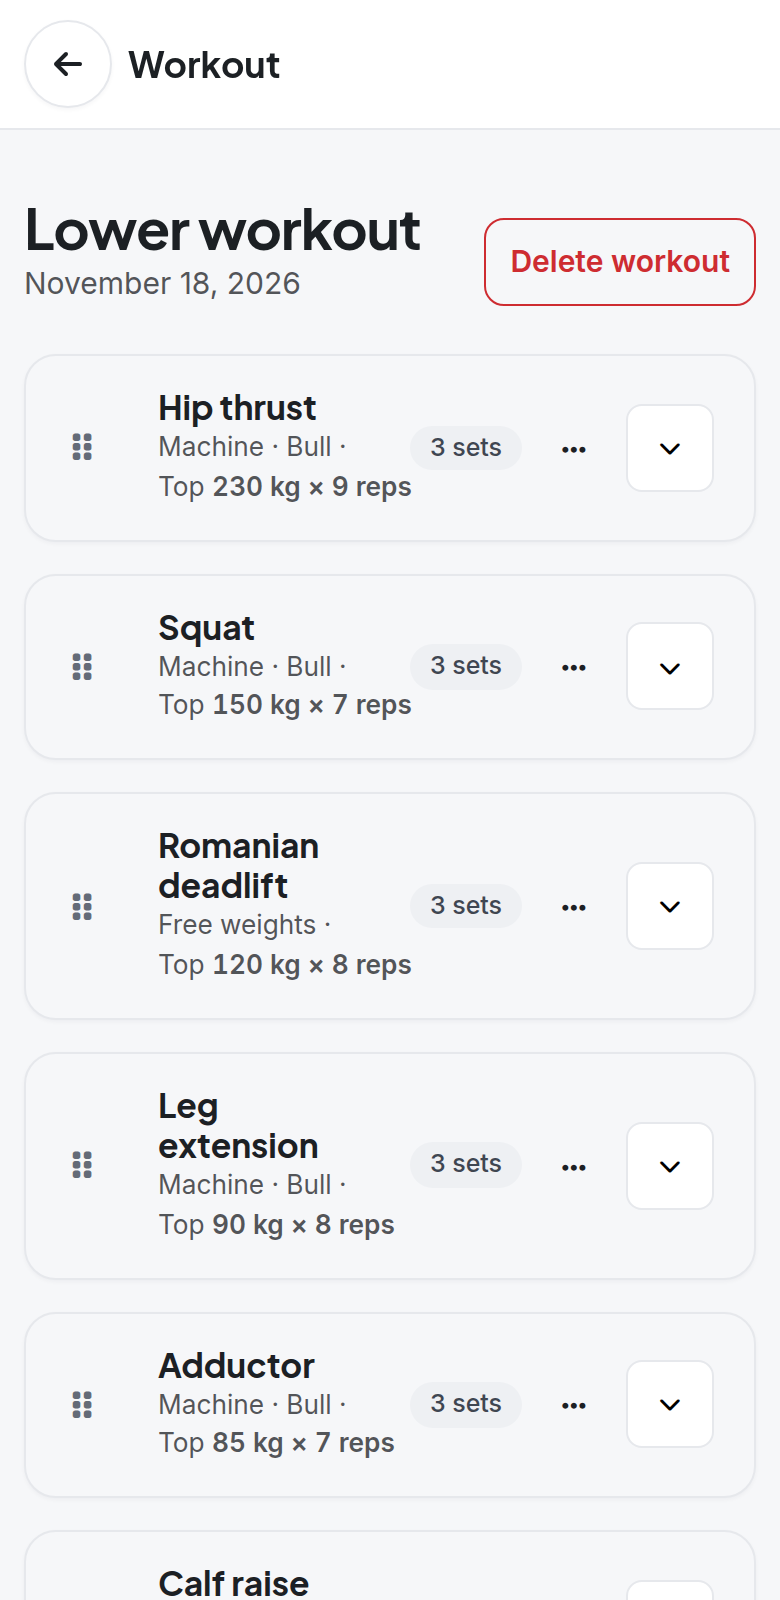 Workout
Lower workout
November 18, 2026
Delete workout
Hip thrust
Machine · Bull ·
Top 230 kg × 9 reps
3 sets
Squat
Machine · Bull ·
Top 150 kg × 7 reps
3 sets
Romanian
deadlift
Free weights ·
Top 120 kg × 8 reps
3 sets
Leg
extension
Machine · Bull ·
Top 90 kg × 8 reps
3 sets
Adductor
Machine · Bull ·
Top 85 kg × 7 reps
3 sets
Calf raise